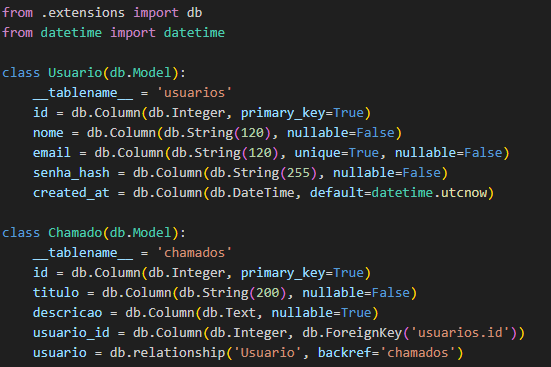 from .extensions import db
from datetime import datetime

class Usuario(db.Model):
    __tablename__ = 'usuarios'
    id = db.Column(db.Integer, primary_key=True)
    nome = db.Column(db.String(120), nullable=False)
    email = db.Column(db.String(120), unique=True, nullable=False)
    senha_hash = db.Column(db.String(255), nullable=False)
    created_at = db.Column(db.DateTime, default=datetime.utcnow)

class Chamado(db.Model):
    __tablename__ = 'chamados'
    id = db.Column(db.Integer, primary_key=True)
    titulo = db.Column(db.String(200), nullable=False)
    descricao = db.Column(db.Text, nullable=True)
    usuario_id = db.Column(db.Integer, db.ForeignKey('usuarios.id'))
    usuario = db.relationship('Usuario', backref='chamados')